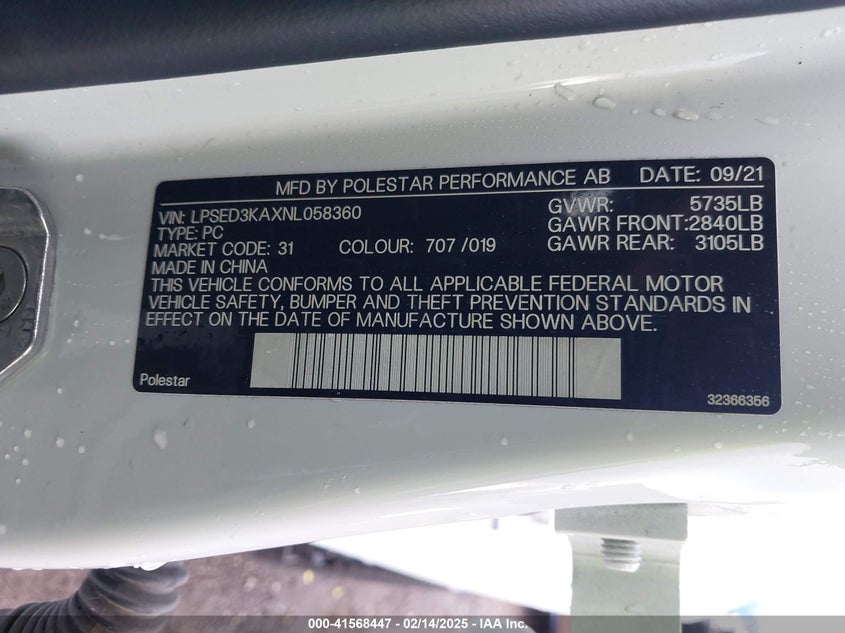 MFD BY POLESTAR PERFORMANCE AB DATE: 09/21
VIN: LPSED3KAXNL058360 GVWR: 5735LB
TYPE: PC GAWR FRONT:2840LB
MARKET CODE: 31 COLOUR: 707 /019 GAWR REAR: 3105LB
MADE IN CHINA
THIS VEHICLE CONFORMS TO ALL APPLICABLE FEDERAL MOTOR
VEHICLE SAFETY, BUMPER AND THEFT PREVENTION STANDARDS IN
EFFECT ON THE DATE OF MANUFACTURE SHOWN ABOVE.
Polestar 32366356
000-41568447 - 02/14/2025 - IAA Inc.